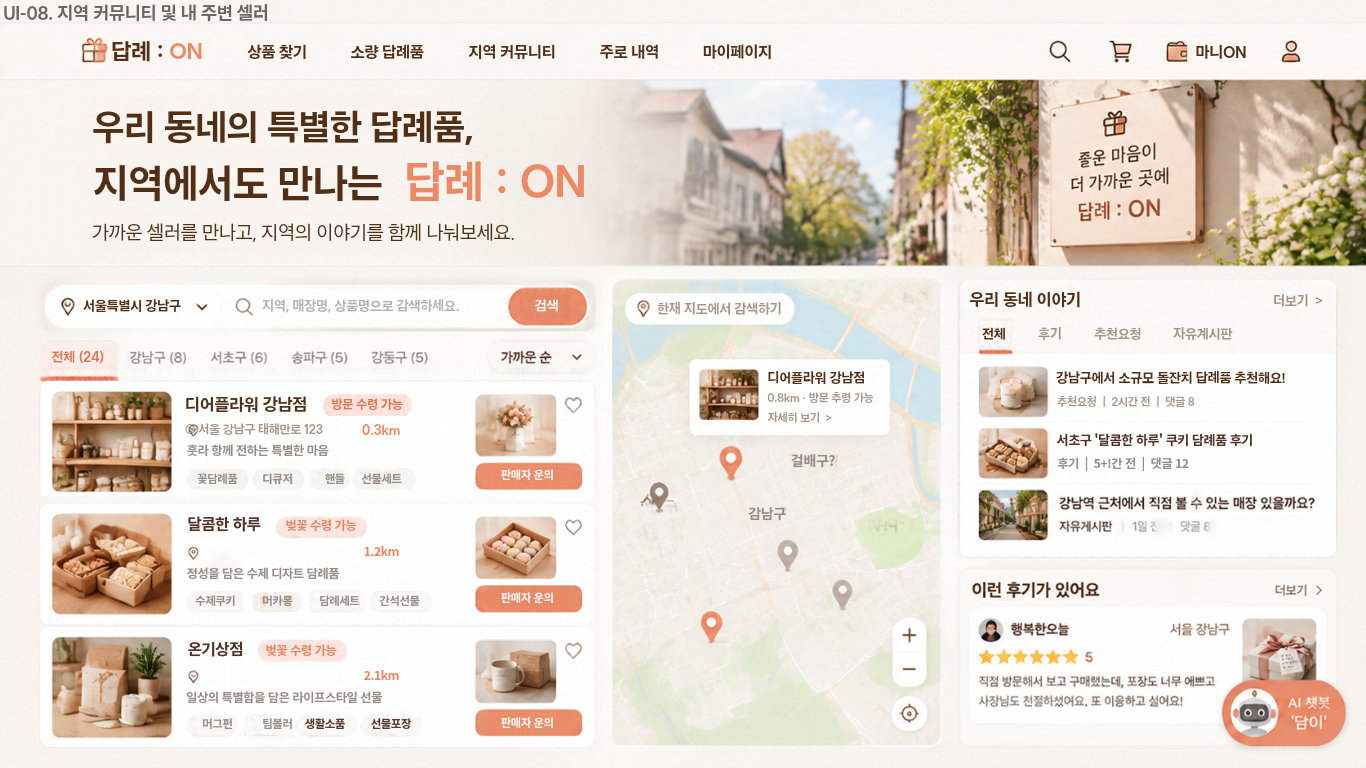 UI-08. 지역 커뮤니티 및 내 주변 셀러
답례 : ON
상품 찾기
소량 답례품
지역 커뮤니티
주로 내역
마이페이지
마니ON
우리 동네의 특별한 답례품,
지역에서도 만나는 답례 : ON
가까운 셀러를 만나고, 지역의 이야기를 함께 나눠보세요.
좋운 마음이
더 가까운 곳에
답례 : ON
서울특별시 강남구
지역, 매장명, 상품명으로 감색하세요.
검색
전체 (24)
강남구 (8)
서초구 (6)
송파구 (5)
강동구 (5)
가까운 순
디어플라워 강남점
방문 수령 가능
서울 강남구 태해만로 123
0.3km
훗라 함께 전하는 특별한 마음
꽃담례품
디큐저
핸들
선물세트
판매자 운의
달콤한 하루
벚꽃 수령 가능
1.2km
정성을 담은 수제 디자트 담례품
수제쿠키
머카롱
담례세트
간석선물
판매자 운의
온기상점
벚꽃 수령 가능
2.1km
일상의 특별함을 담은 라이프스타일 선물
머그펀
팀볼러
생활소품
선물포장
판매자 운의
한재 지도에서 감색하기
디어플라워 강남점
0.8km · 방문 추령 가능
자세히 보기 >
걸배구?
감남구
우리 동네 이야기
더보기 >
전체
후기
추천요청
자유게시판
강남구에서 소규모 돌잔치 답례품 추천해요!
추천요청 | 2시간 전 | 댓글 8
서초구 '달콤한 하루' 쿠키 담례품 후기
후기 | 5+!간 전 | 댓글 12
강남역 근처에서 직점 볼 수 있는 매장 있을까요?
자유게시판 | 1일 전 | 댓글 8
이런 후기가 있어요
더보기 >
행복한오늘
서울 강남구
5
직점 방문해서 보고 구매했는데, 포장도 너무 예쁘고
사장님도 천절하셨어요. 또 이용하고 싶어요!
AI 챗봇
'담이'